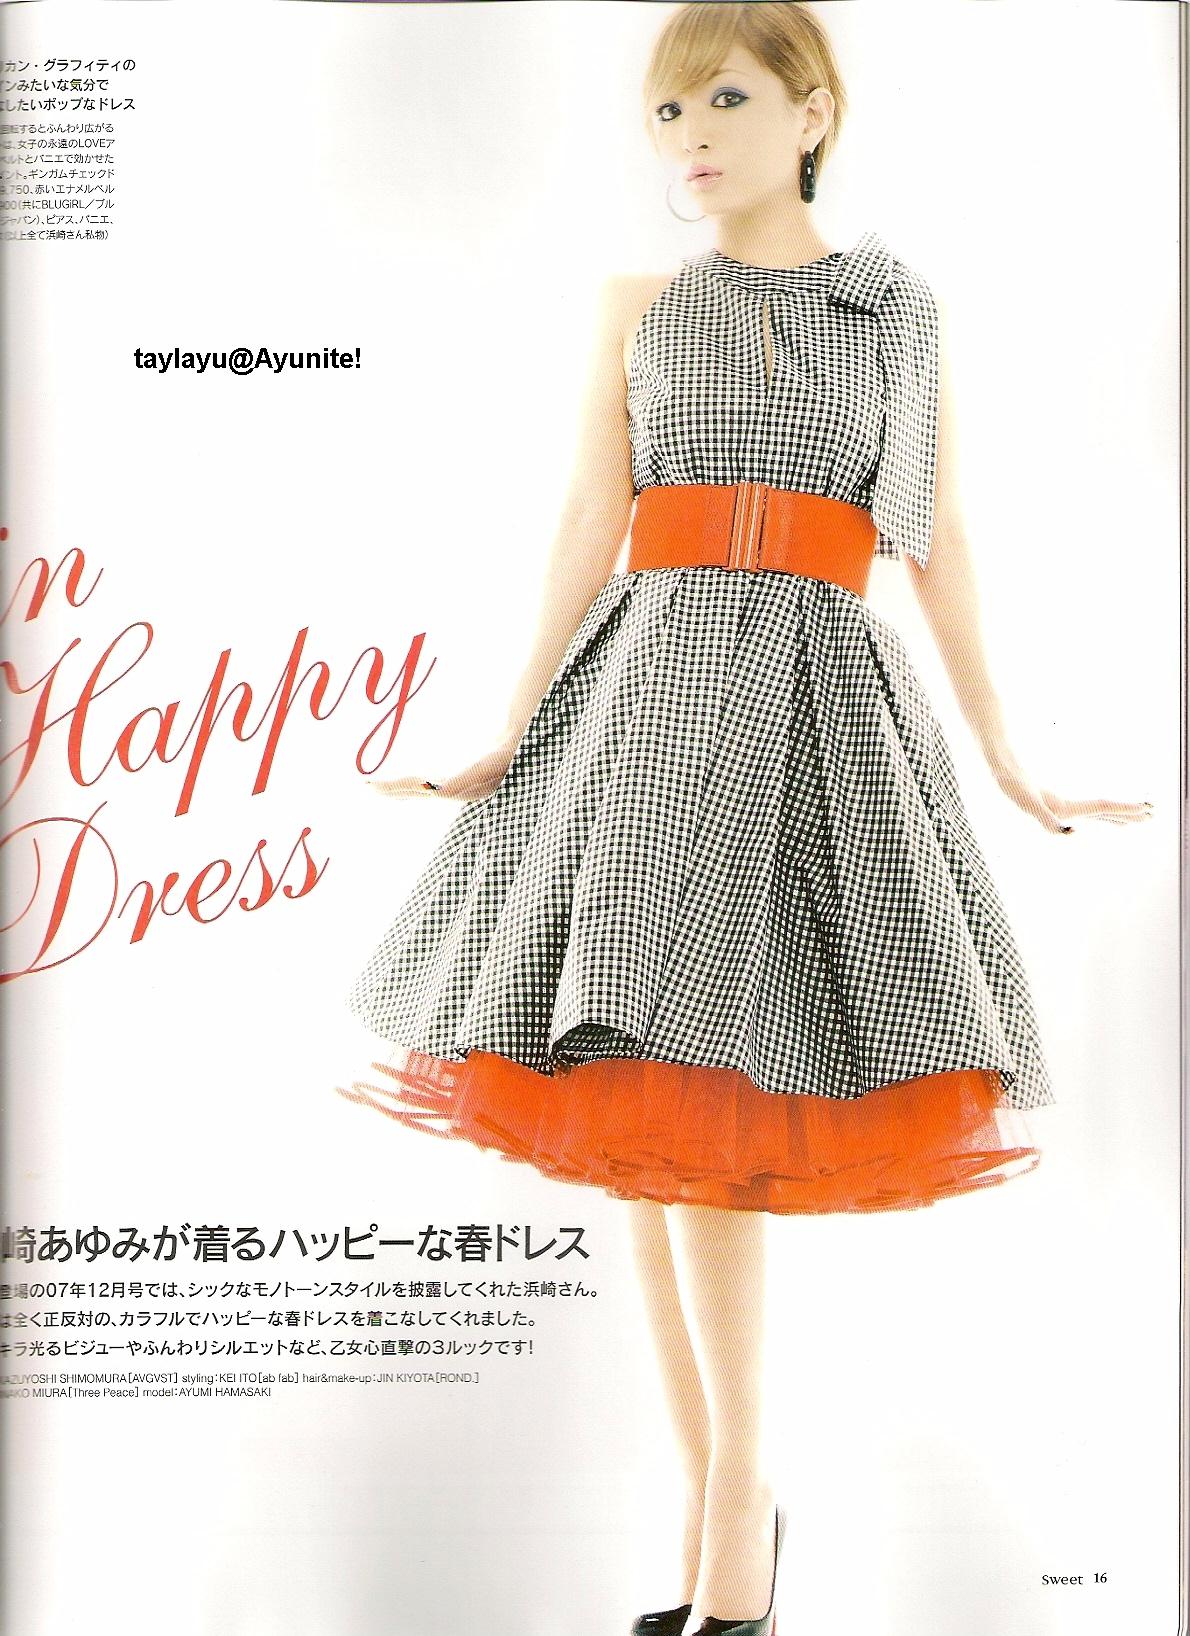 カン・グラフィティの
インみたいな気分で
したいポップなドレス
回転するとふんわり広がる
は、女子の永遠のLOVEア
ベルトとパニエで効かせた
ント。ギンガムチェックド
9,750、赤いエナメルベル
900(共にBLUGiRL／ブル
ジャパン)、ピアス、パニエ、
以上全て浜崎さん私物)
taylayu@Ayunite!
in
Happy
Dress
崎あゆみが着るハッピーな春ドレス
登場の07年12月号では、シックなモノトーンスタイルを披露してくれた浜崎さん。
は全く正反対の、カラフルでハッピーな春ドレスを着こなしてくれました。
キラ光るビジューやふんわりシルエットなど、乙女心直撃の3ルックです!
KAZUYOSHI SHIMOMURA[AVGVST] styling:KEI ITO[ab fab] hair&make-up:JIN KIYOTA[ROND.]
NAKO MIURA[Three Peace] model:AYUMI HAMASAKI
Sweet 16